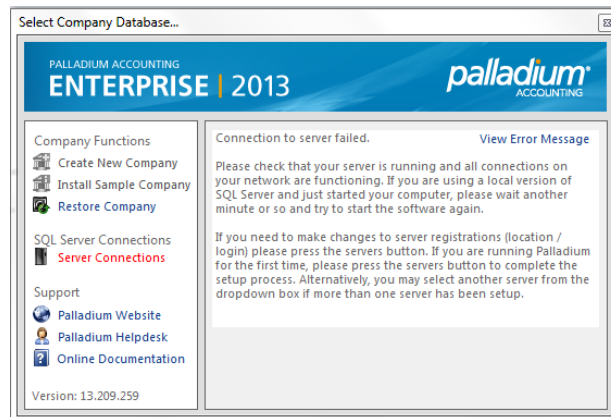 Select Company Database...
PALLADIUM ACCOUNTING
ENTERPRISE | 2013
palladium
ACCOUNTING
Company Functions
Create New Company
Install Sample Company
Restore Company
SQL Server Connections
Server Connections
Support
Palladium Website
Palladium Helpdesk
Online Documentation
Version: 13.209.259
Connection to server failed.
View Error Message
Please check that your server is running and all connections on
your network are functioning. If you are using a local version of
SQL Server and just started your computer, please wait another
minute or so and try to start the software again.
If you need to make changes to server registrations (location /
login) please press the servers button. If you are running Palladium
for the first time, please press the servers button to complete the
setup process. Alternatively, you may select another server from the
dropdown box if more than one server has been setup.